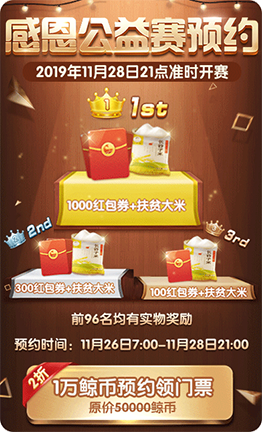 感恩公益赛预约
2019年11月28日21点准时开赛
1
1st
1000红包券+扶贫大米
2nd
3rd
300红包券+扶贫大米
100红包券+扶贫大米
前96名均有实物奖励
预约时间：11月26日7:00-11月28日21:00
2折
1万鲸币预约领门票
原价50000鲸币